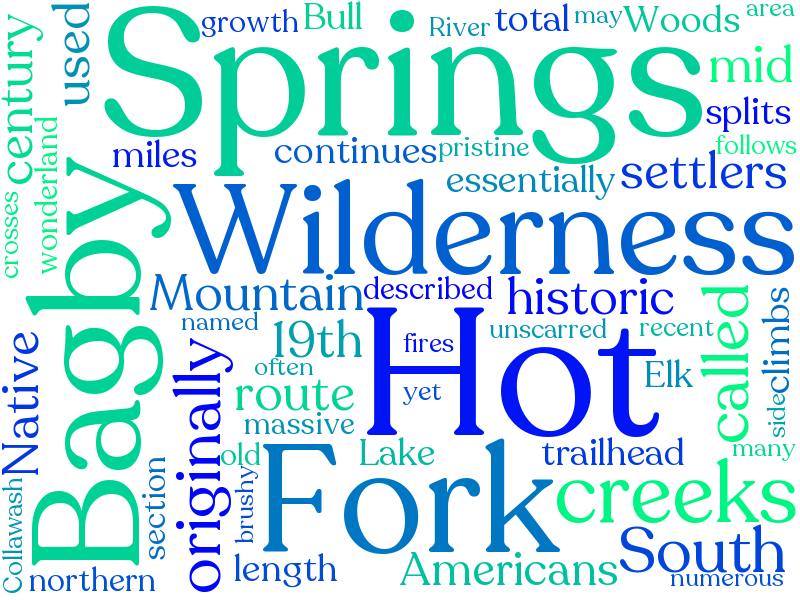 growth Bull River total may Woods area
century used Springs mid
splits
miles continues pristine follows
wonderland essentially settlers
crosses Bagby Wilderness
Mountain described historic called climbs
named 19th fires unscarred recent
Native originally often Hot Elk
route yet side
massive
old Lake trailhead many
Collawash section brushy Fork creeks
South
northern length Americans numerous